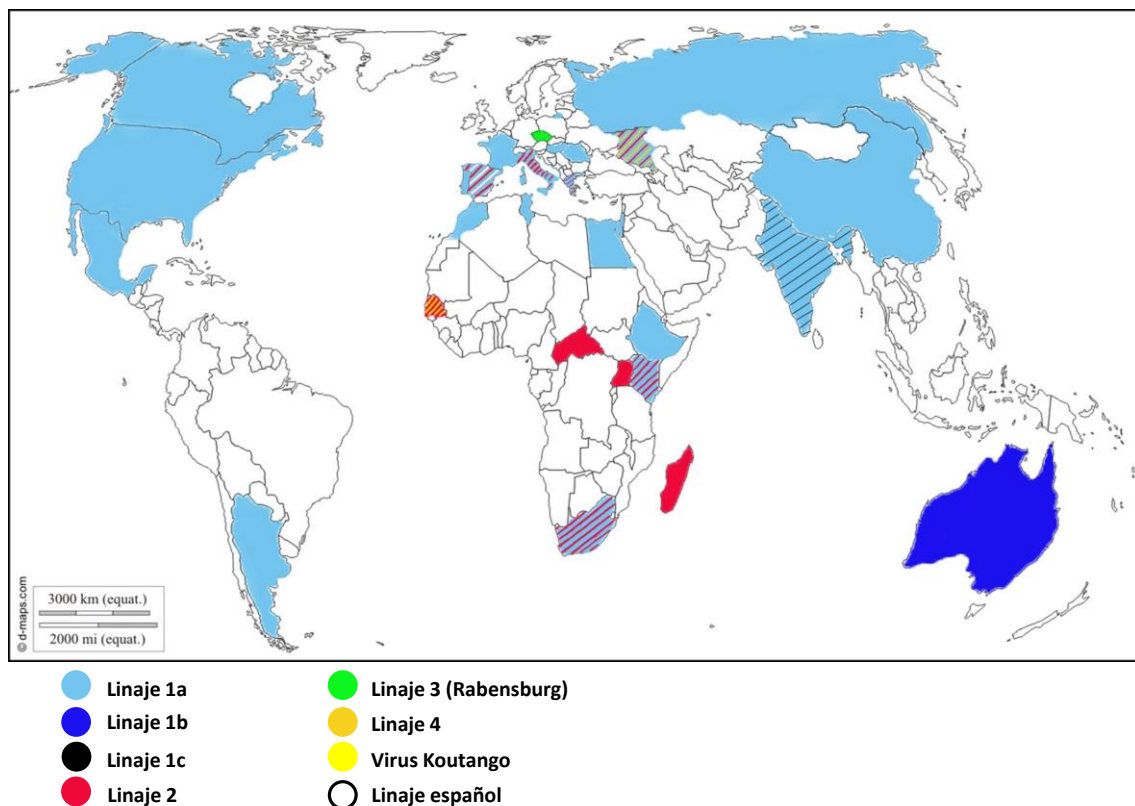 © d-maps.com
3000 km (equat.)
2000 mi (equat.)
Linaje 1a
Linaje 1b
Linaje 1c
Linaje 2
Linaje 3 (Rabensburg)
Linaje 4
Virus Koutango
Linaje español